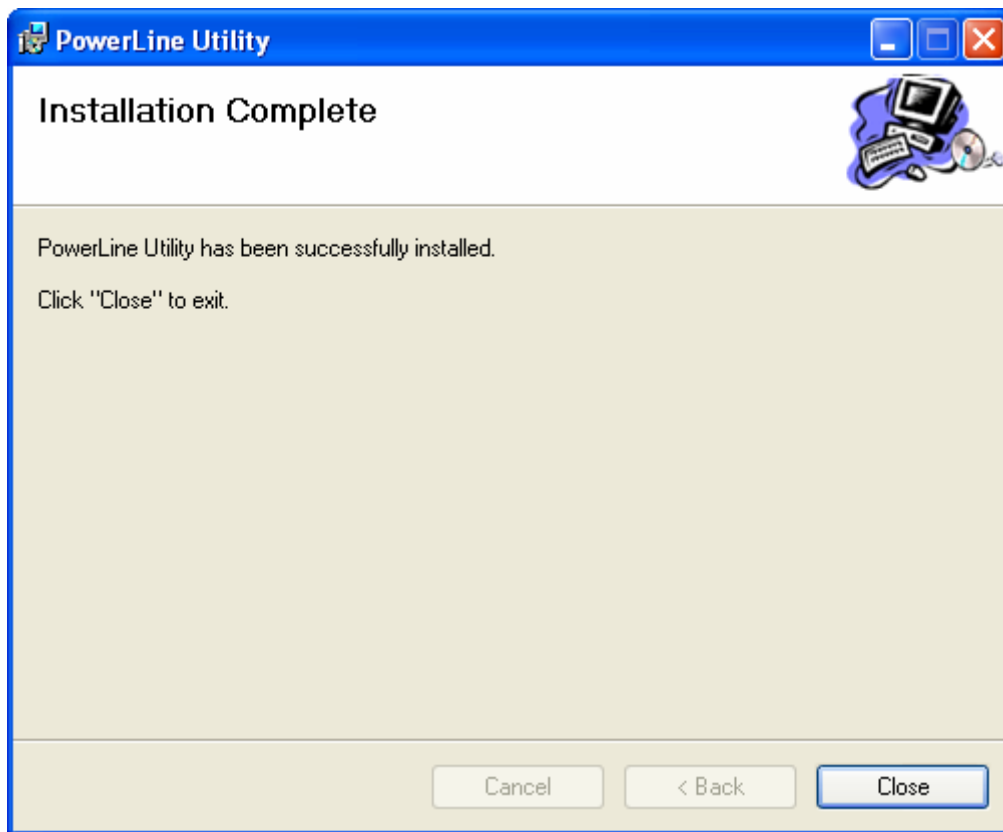 PowerLine Utility
Installation Complete
PowerLine Utility has been successfully installed.
Click "Close" to exit.
Cancel
< Back
Close